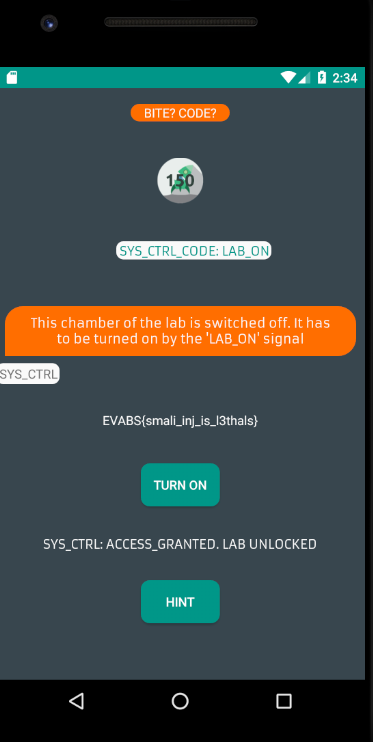 2:34
BITE? CODE?
150
SYS_CTRL_CODE: LAB_ON
This chamber of the lab is switched off. It has
to be turned on by the 'LAB_ON' signal
SYS_CTRL
EVABS{smali_inj_is_l3thals}
TURN ON
SYS_CTRL: ACCESS_GRANTED. LAB UNLOCKED
HINT